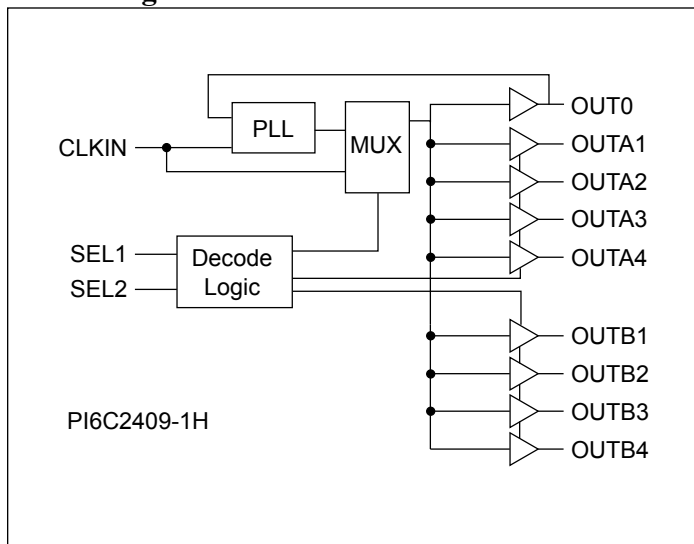 OUT0
PLL
MUX
CLKIN
OUTA1
OUTA2
OUTA3
SEL1
Decode
Logic
OUTA4
SEL2
OUTB1
OUTB2
PI6C2409-1H
OUTB3
OUTB4